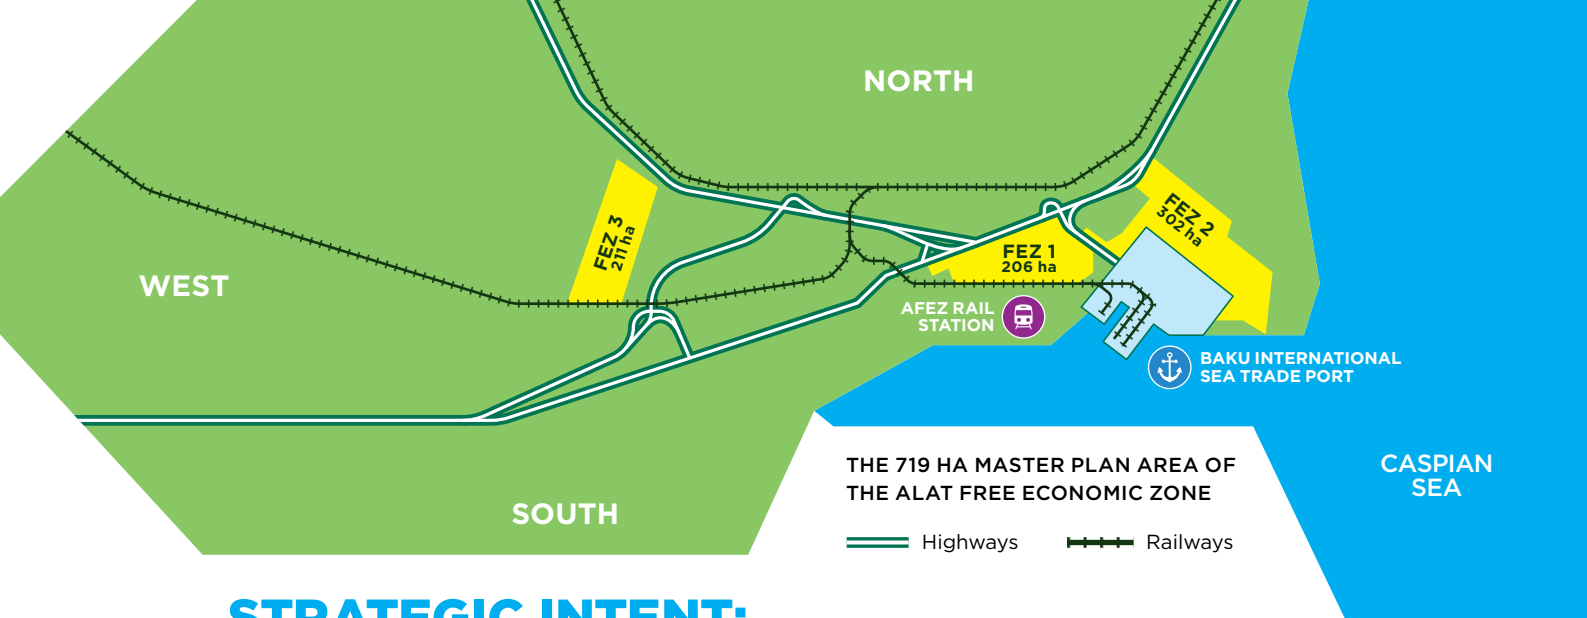 NORTH
FEZ 3
211 ha
FEZ 2
302 ha
FEZ 1
206 ha
WEST
AFEZ RAIL
STATION
BAKU INTERNATIONAL
SEA TRADE PORT
THE 719 HA MASTER PLAN AREA OF
THE ALAT FREE ECONOMIC ZONE
CASPIAN
SEA
SOUTH
Highways
Railways
STRATEGIC INTENT: